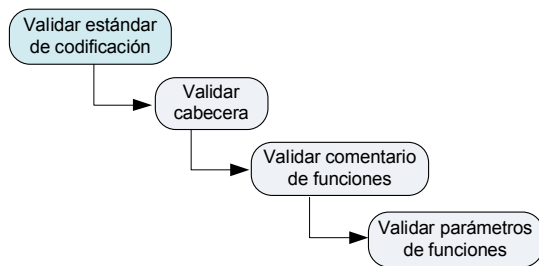 Validar estándar
de codificación
Validar
cabecera
Validar comentario
de funciones
Validar parámetros
de funciones